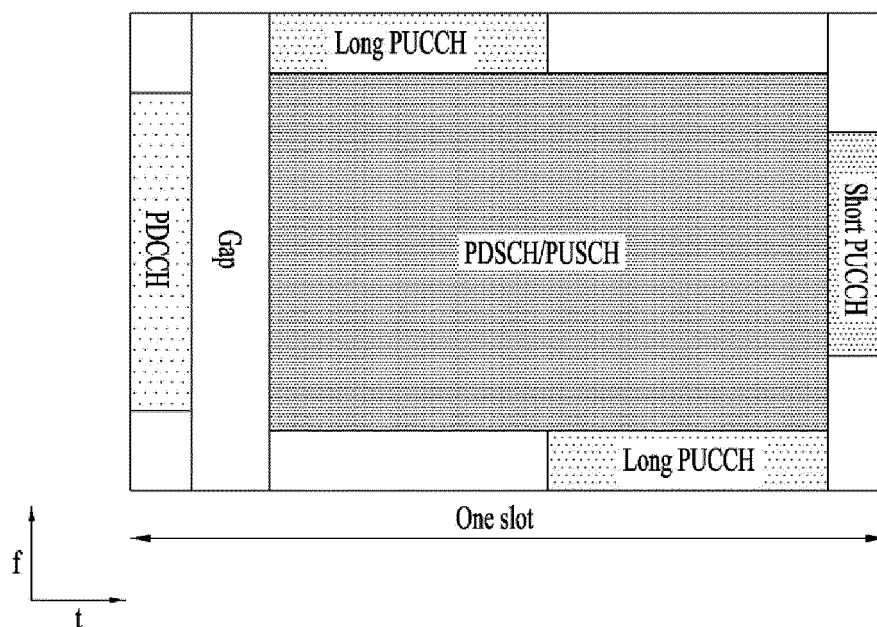 Long PUCCH
PDCCH
Gap
PDSCH/PUSCH
Short PUCCH
Long PUCCH
One slot
f
t